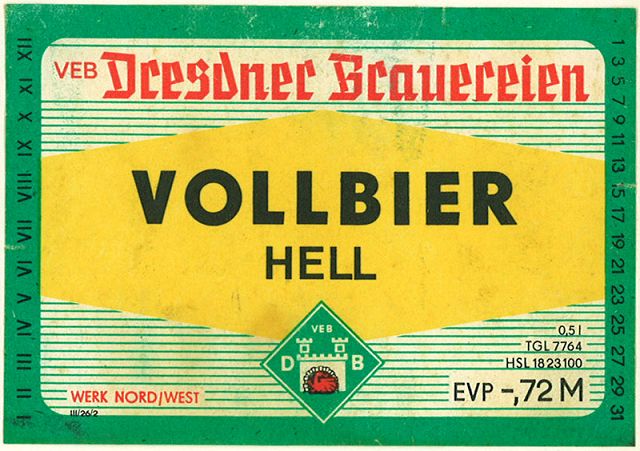 VEB Dresdner Brauereien
VOLLBIER
HELL
VEB
D B
0,5 l
TGL 7764
HSL 18 23 100
EVP -,72 M
WERK NORD/WEST
III/26/2
I II III IV V VI VII VIII IX X XI XII
1 3 5 7 9 11 13 15 17 19 21 23 25 27 29 31